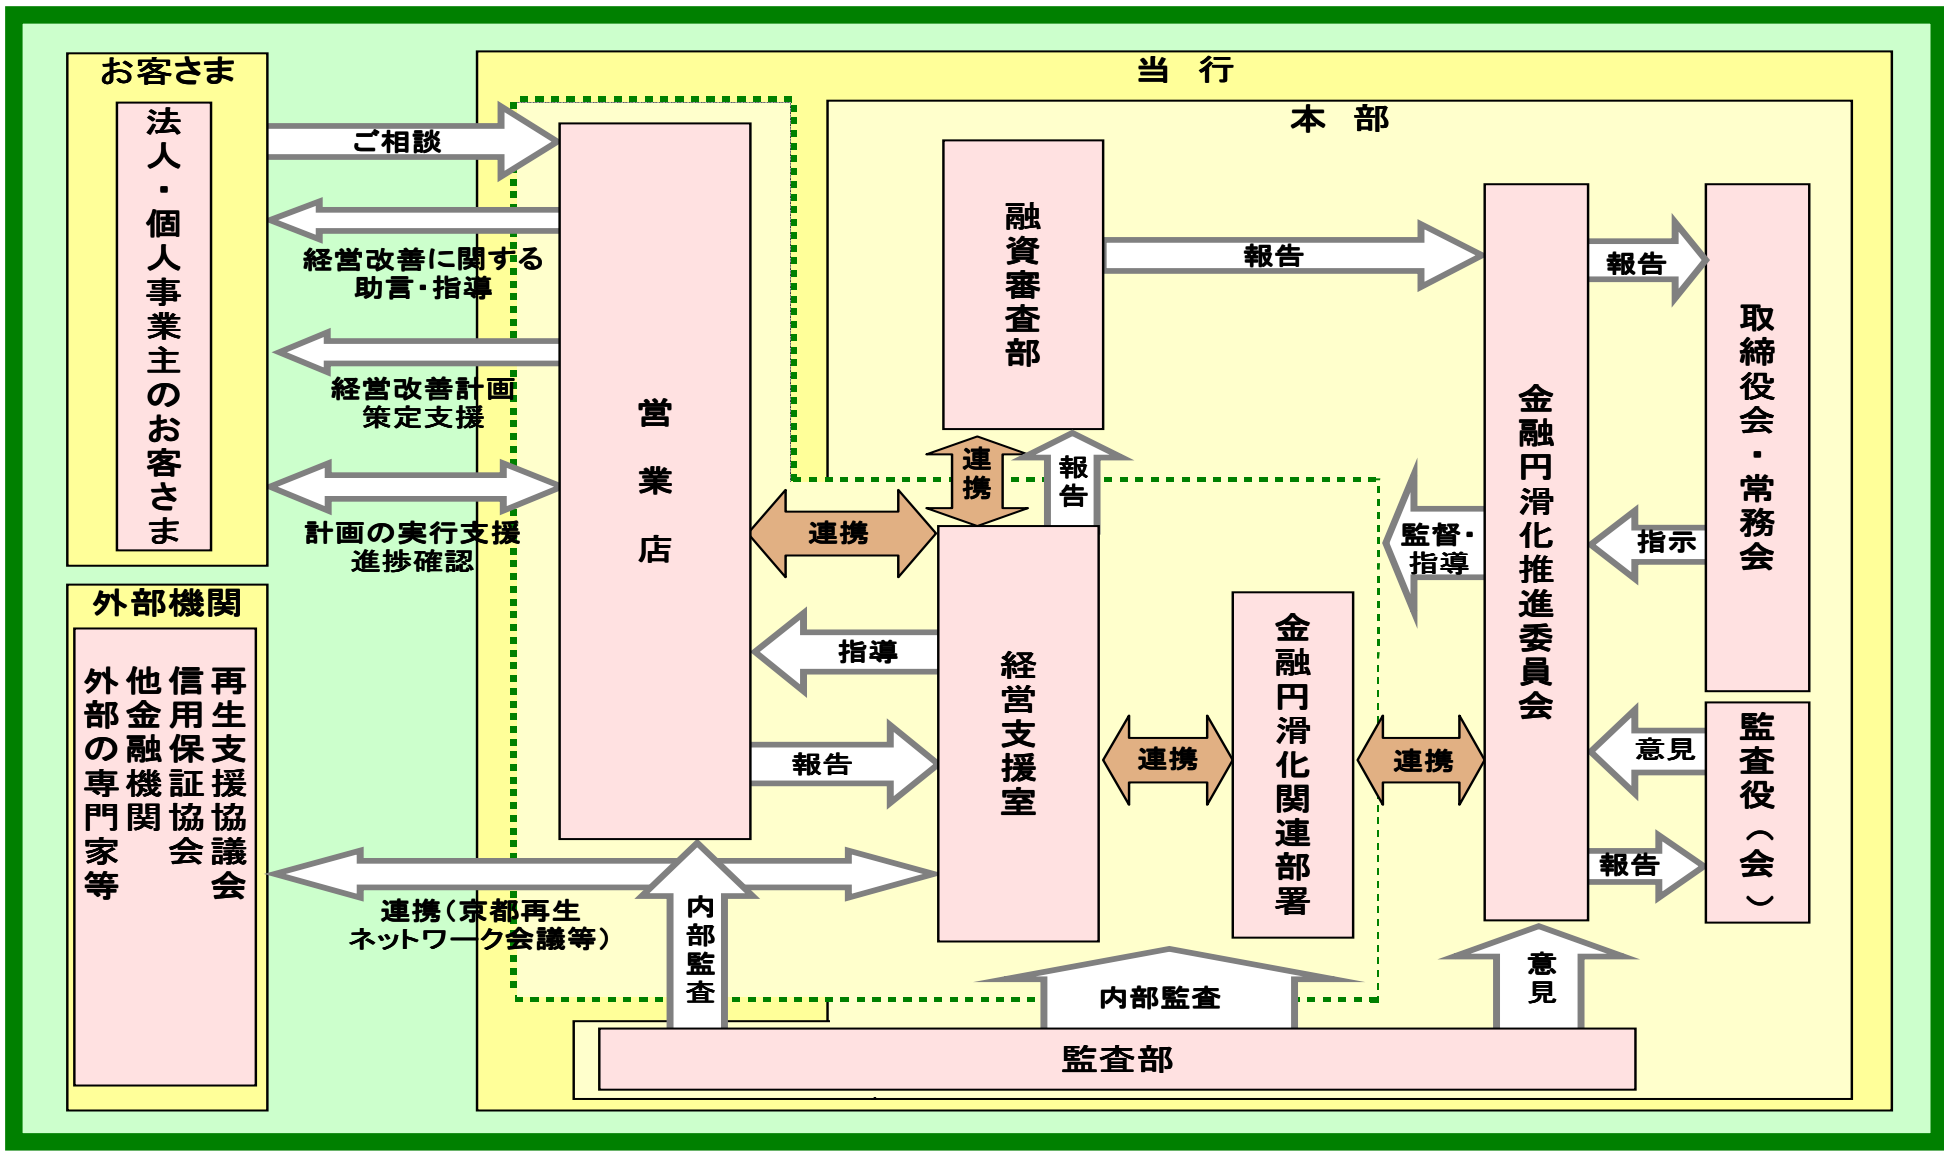 お客さま
法人・個人事業主のお客さま
外部機関
再生支援協議会
信用保証協会
他金融機関
外部の専門家等
ご相談
経営改善に関する
助言・指導
経営改善計画
策定支援
計画の実行支援
進捗確認
連携（京都再生
ネットワーク会議等）
当 行
営業店
本 部
融資審査部
報告
連携
報告
連携
指導
報告
経営支援室
連携
金融円滑化関連部署
連携
監督・
指導
金融円滑化推進委員会
報告
指示
取締役会・常務会
意見
報告
監査役（会）
内部監査
内部監査
意見
監査部